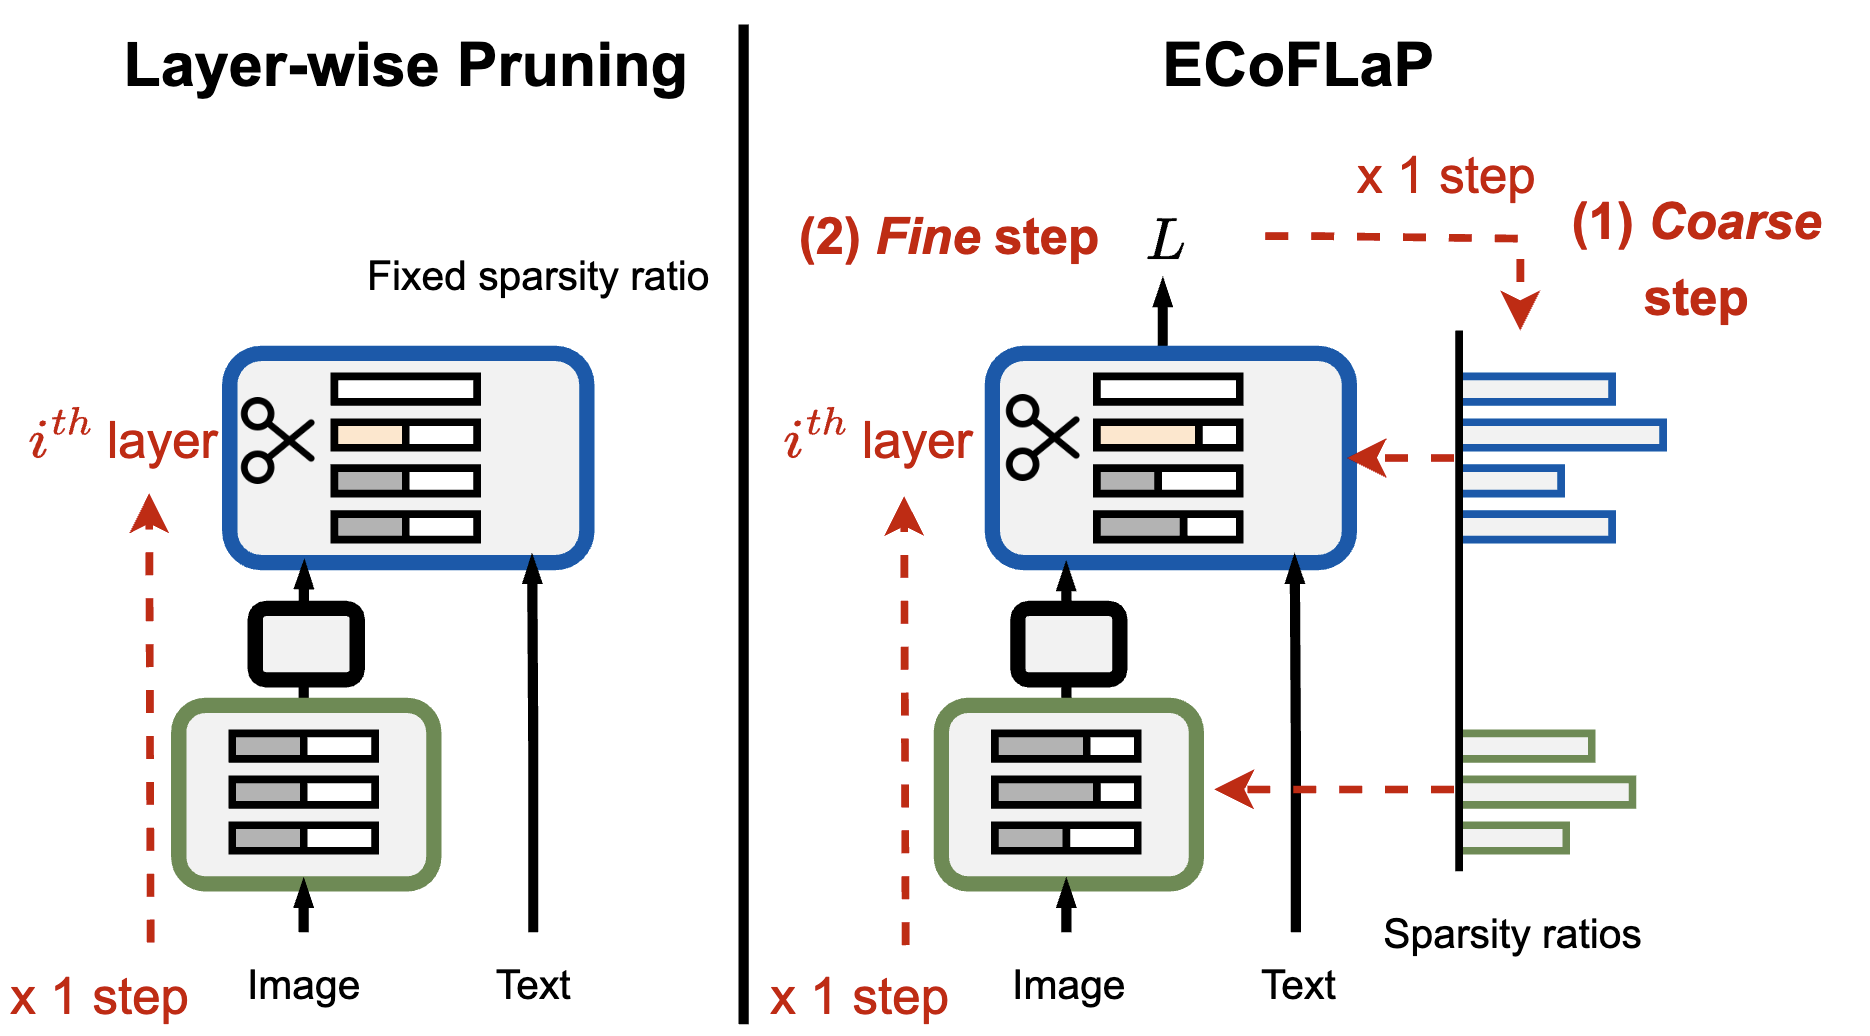 Layer-wise Pruning
Fixed sparsity ratio
i^{th} layer
x 1 step
Image
Text
ECoFLaP
x 1 step
(1) Coarse
step
(2) Fine step
L
i^{th} layer
x 1 step
Image
Text
Sparsity ratios